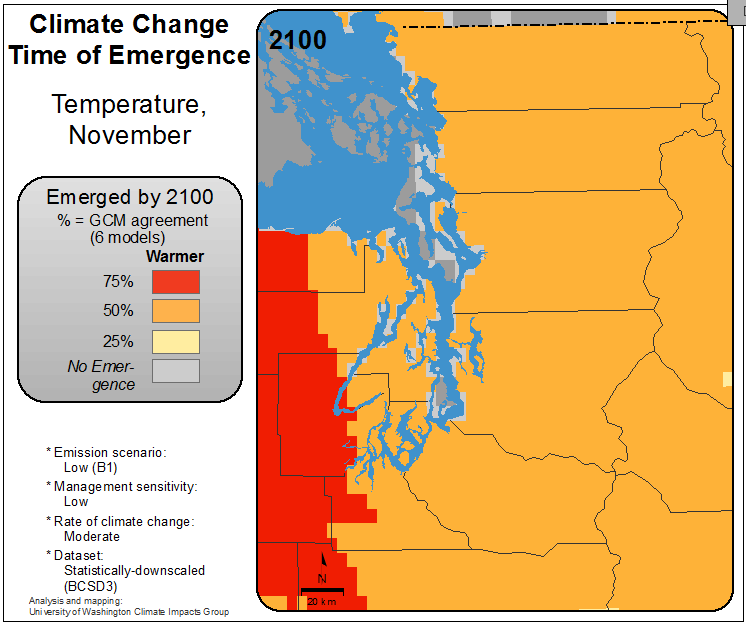 Climate Change
Time of Emergence
Temperature,
November
Emerged by 2100
% = GCM agreement
(6 models)
Warmer
75%
50%
25%
No Emer-
gence
* Emission scenario:
Low (B1)
* Management sensitivity:
Low
* Rate of climate change:
Moderate
* Dataset:
Statistically-downscaled
(BCSD3)
Analysis and mapping:
University of Washington Climate Impacts Group
2100
N
20 km